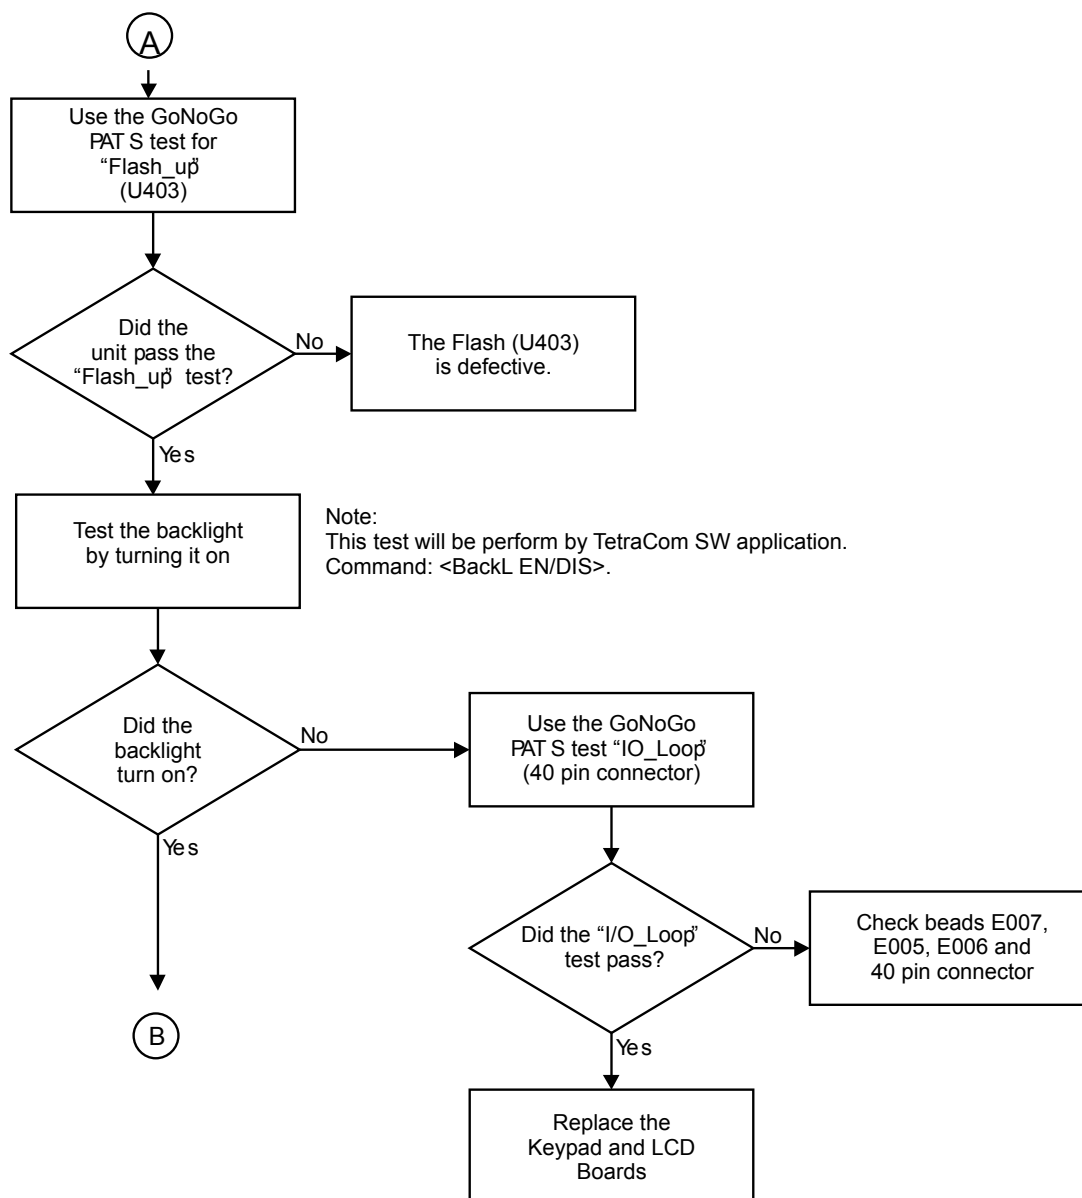 A
Use the GoNoGo
PAT S test for
“Flash_up”
(U403)
Did the
unit pass the
“Flash_up” test?
No
The Flash (U403)
is defective.
Yes
Test the backlight
by turning it on
Note:
This test will be perform by TetraCom SW application.
Command: <BackL EN/DIS>.
Did the
backlight
turn on?
No
Use the GoNoGo
PAT S test “IO_Loop”
(40 pin connector)
Yes
Did the “I/O_Loop”
test pass?
No
Check beads E007,
E005, E006 and
40 pin connector
B
Yes
Replace the
Keypad and LCD
Boards